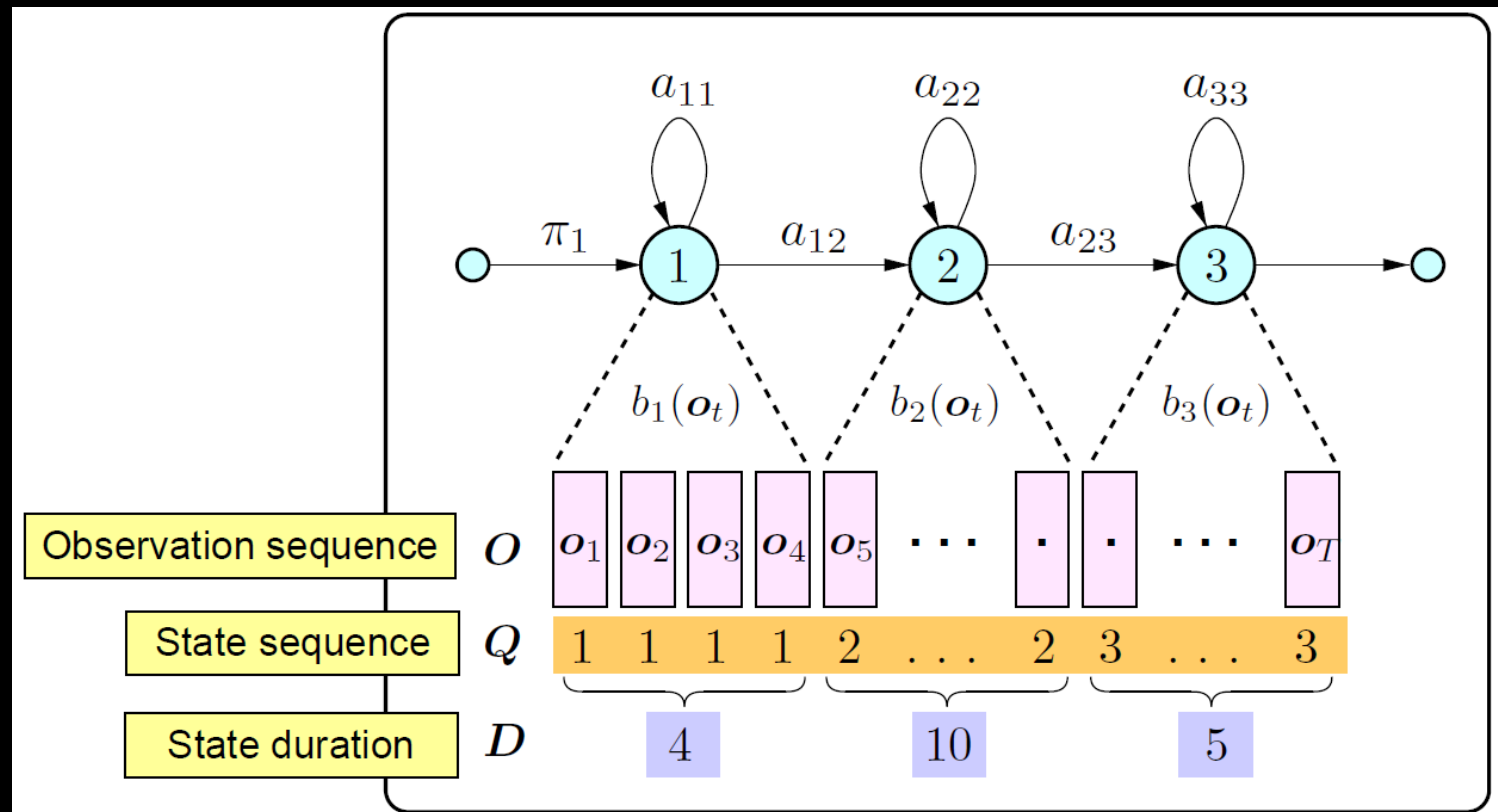 a₁₁ a₂₂ a₃₃
π₁ 1 a₁₂ 2 a₂₃ 3
b₁(oₜ) b₂(oₜ) b₃(oₜ)
Observation sequence O o₁ o₂ o₃ o₄ o₅ · · · · · · · · o_T
State sequence Q 1 1 1 1 2 . . . 2 3 . . . 3
State duration D 4 10 5